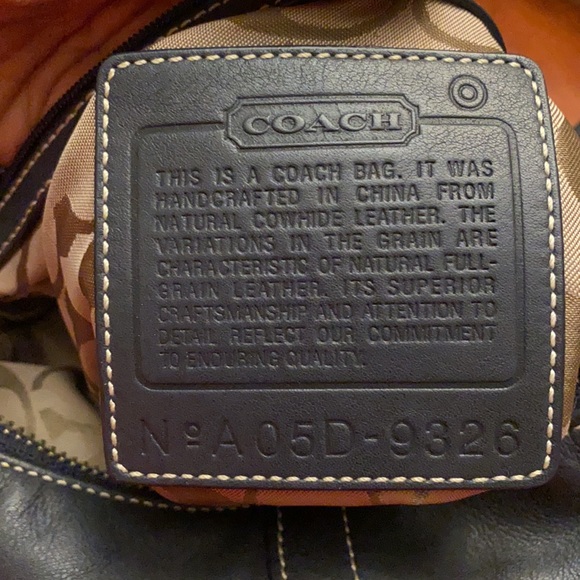 COACH
THIS IS A COACH BAG. IT WAS
HANDCRAFTED IN CHINA FROM
NATURAL COWHIDE LEATHER. THE
VARIATIONS IN THE GRAIN ARE
CHARACTERISTIC OF NATURAL FULL-
GRAIN LEATHER. ITS SUPERIOR
CRAFTSMANSHIP AND ATTENTION TO
DETAIL REFLECT OUR COMMITMENT
TO ENDURING QUALITY.
Nº A05D-9326